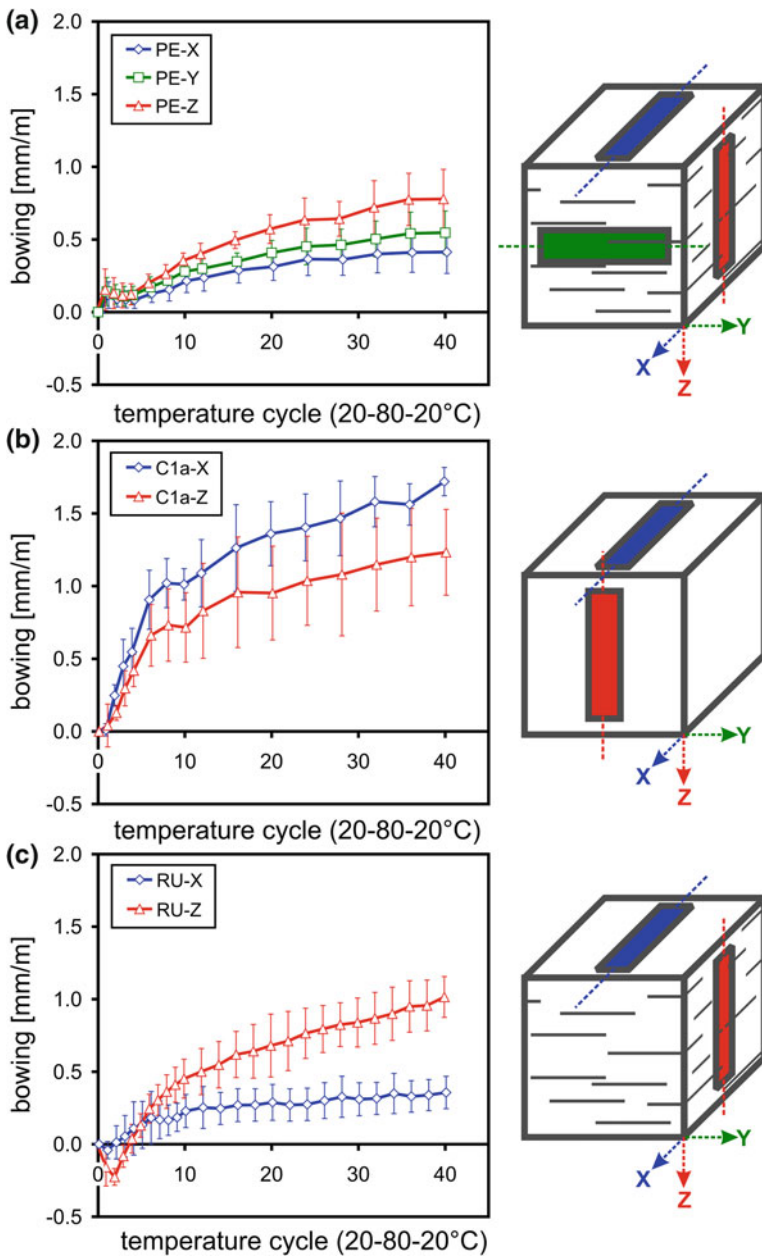 (a)
2.0
1.5
1.0
0.5
0.0
-0.5
bowing [mm/m]
PE-X
PE-Y
PE-Z
0 10 20 30 40
temperature cycle (20-80-20°C)
X
Y
Z
(b)
2.0
1.5
1.0
0.5
0.0
-0.5
bowing [mm/m]
C1a-X
C1a-Z
0 10 20 30 40
temperature cycle (20-80-20°C)
X
Y
Z
(c)
2.0
1.5
1.0
0.5
0.0
-0.5
bowing [mm/m]
RU-X
RU-Z
0 10 20 30 40
temperature cycle (20-80-20°C)
X
Y
Z